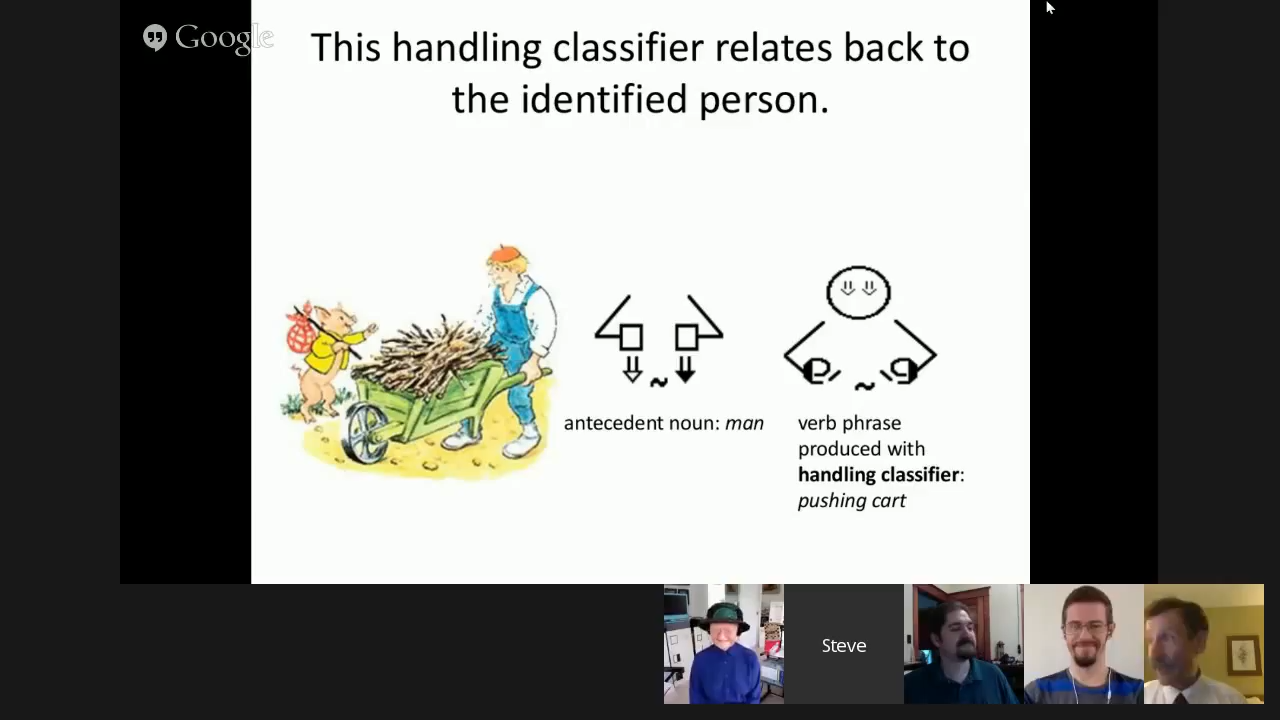 Google
This handling classifier relates back to
the identified person.
antecedent noun: man
verb phrase
produced with
handling classifier:
pushing cart
Steve